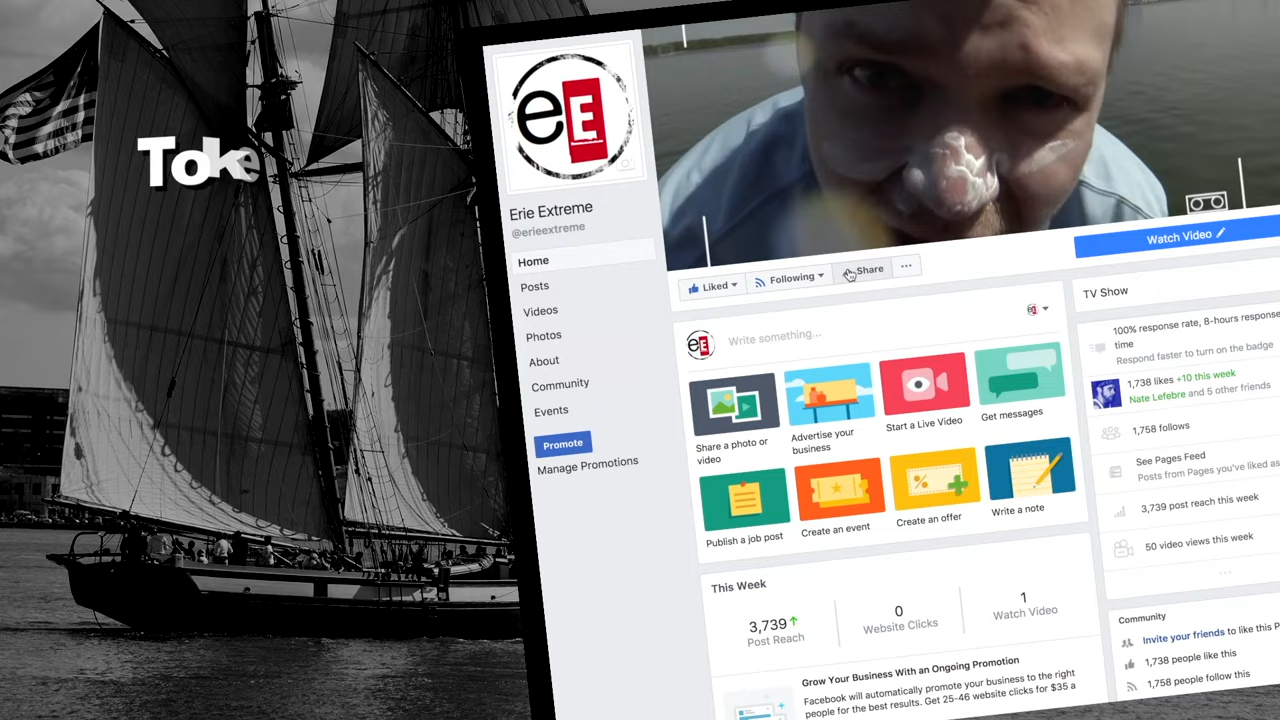 Toke
eE
Erie Extreme
@erieextreme
Home
Posts
Videos
Photos
About
Community
Events
Promote
Manage Promotions
Liked
Following
Share
Watch Video
Write something...
eE
Share a photo or
video
Advertise your
business
Start a Live Video
Get messages
Publish a job post
Create an event
Create an offer
Write a note
This Week
3,739
Post Reach
0
Website Clicks
1
Watch Video
Grow Your Business With an Ongoing Promotion
Facebook will automatically promote your business to the right
people for the best results. Get 25-46 website clicks for $35 a
TV Show
100% response rate, 8-hours response
time
Respond faster to turn on the badge
1,738 likes +10 this week
Nate Lefebre and 5 other friends
1,758 follows
See Pages Feed
Posts from Pages you've liked as
3,739 post reach this week
50 video views this week
Community
Invite your friends to like this P
1,738 people like this
1,758 people follow this